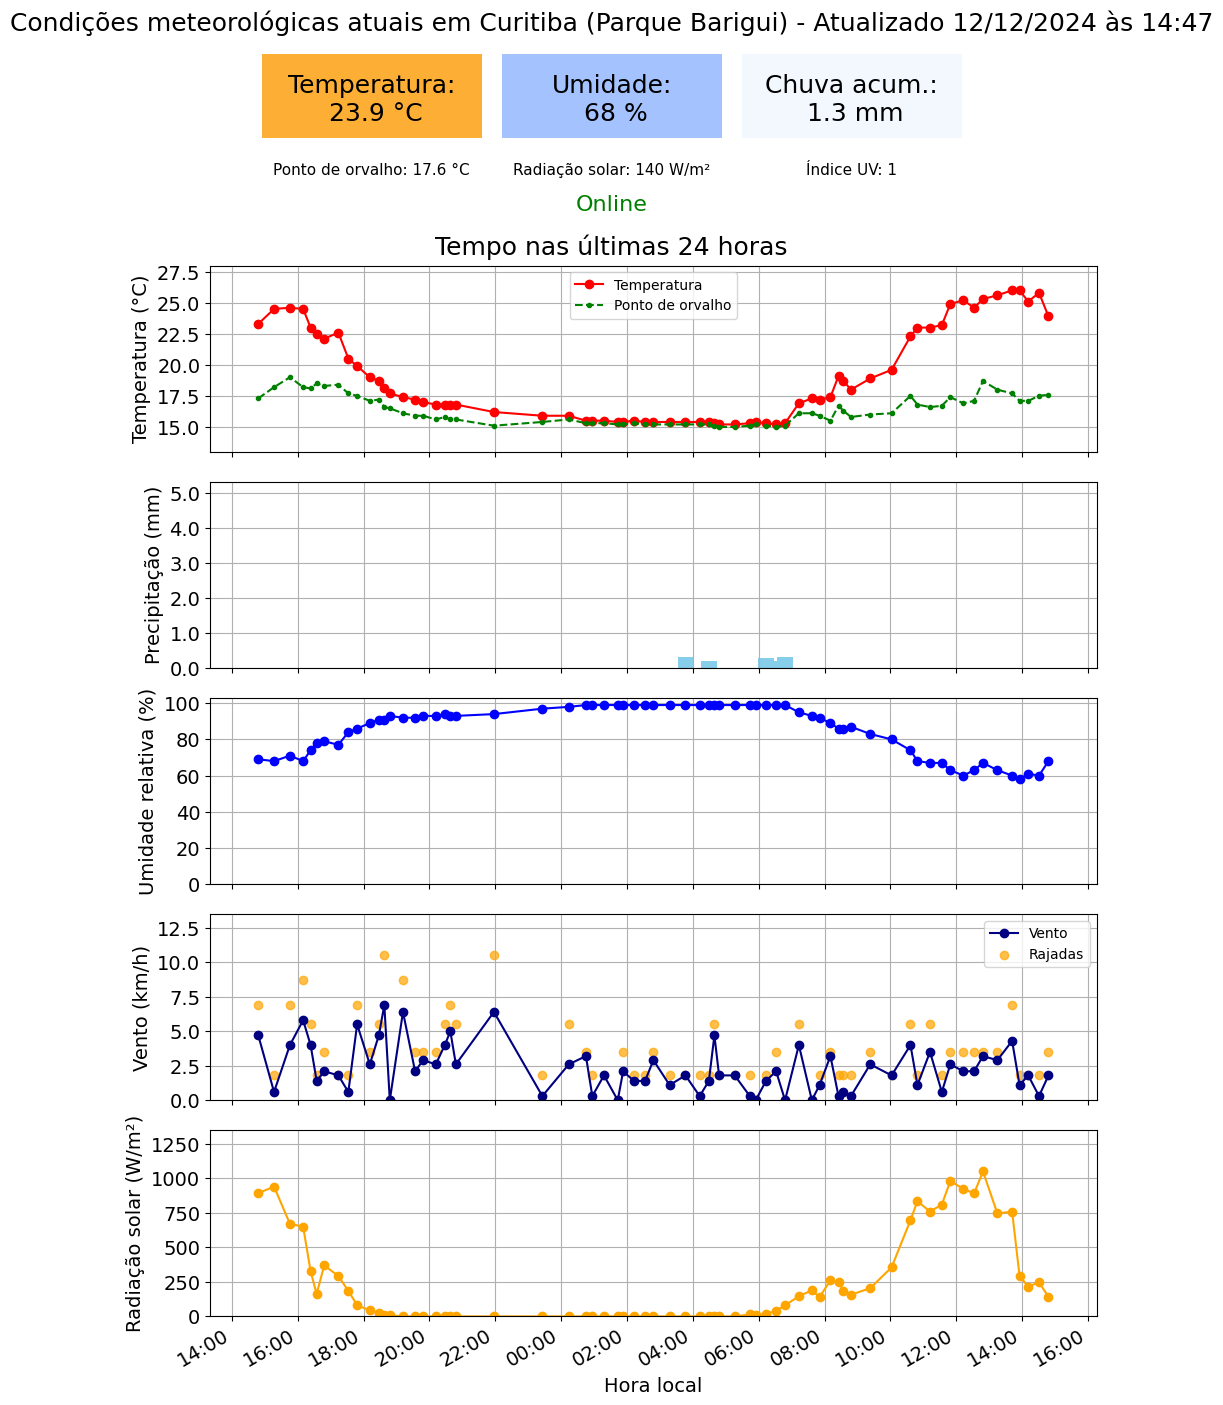 Condições meteorológicas atuais em Curitiba (Parque Barigui) - Atualizado 12/12/2024 às 14:47
Temperatura:
23.9 °C
Umidade:
68 %
Chuva acum.:
1.3 mm
Ponto de orvalho: 17.6 °C
Radiação solar: 140 W/m²
Índice UV: 1
Online
Tempo nas últimas 24 horas
Temperatura (°C)
27.5
25.0
22.5
20.0
17.5
15.0
Temperatura
Ponto de orvalho
Precipitação (mm)
5.0
4.0
3.0
2.0
1.0
0.0
Umidade relativa (%)
100
80
60
40
20
0
Vento (km/h)
12.5
10.0
7.5
5.0
2.5
0.0
Vento
Rajadas
Radiação solar (W/m²)
1250
1000
750
500
250
0
14:00
16:00
18:00
20:00
22:00
00:00
02:00
04:00
06:00
08:00
10:00
12:00
14:00
16:00
Hora local